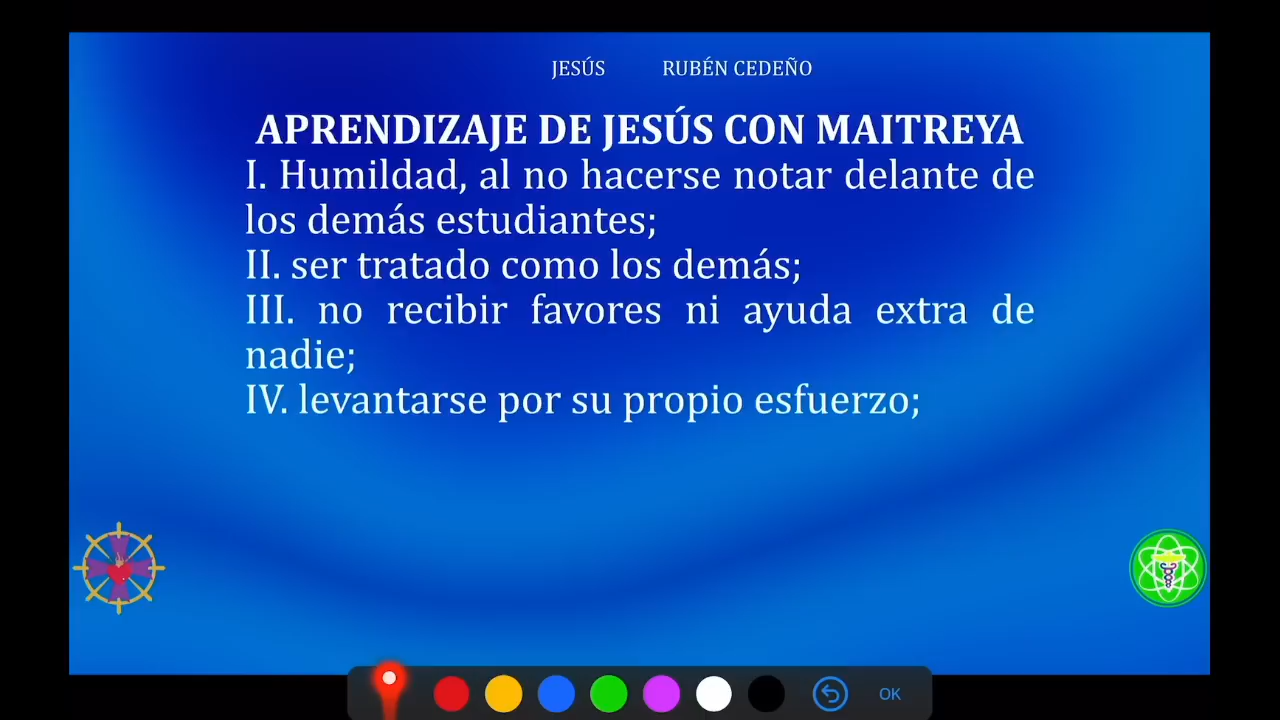 JESÚS RUBÉN CEDEÑO
APRENDIZAJE DE JESÚS CON MAITREYA
I. Humildad, al no hacerse notar delante de
los demás estudiantes;
II. ser tratado como los demás;
III. no recibir favores ni ayuda extra de
nadie;
IV. levantarse por su propio esfuerzo;
OK